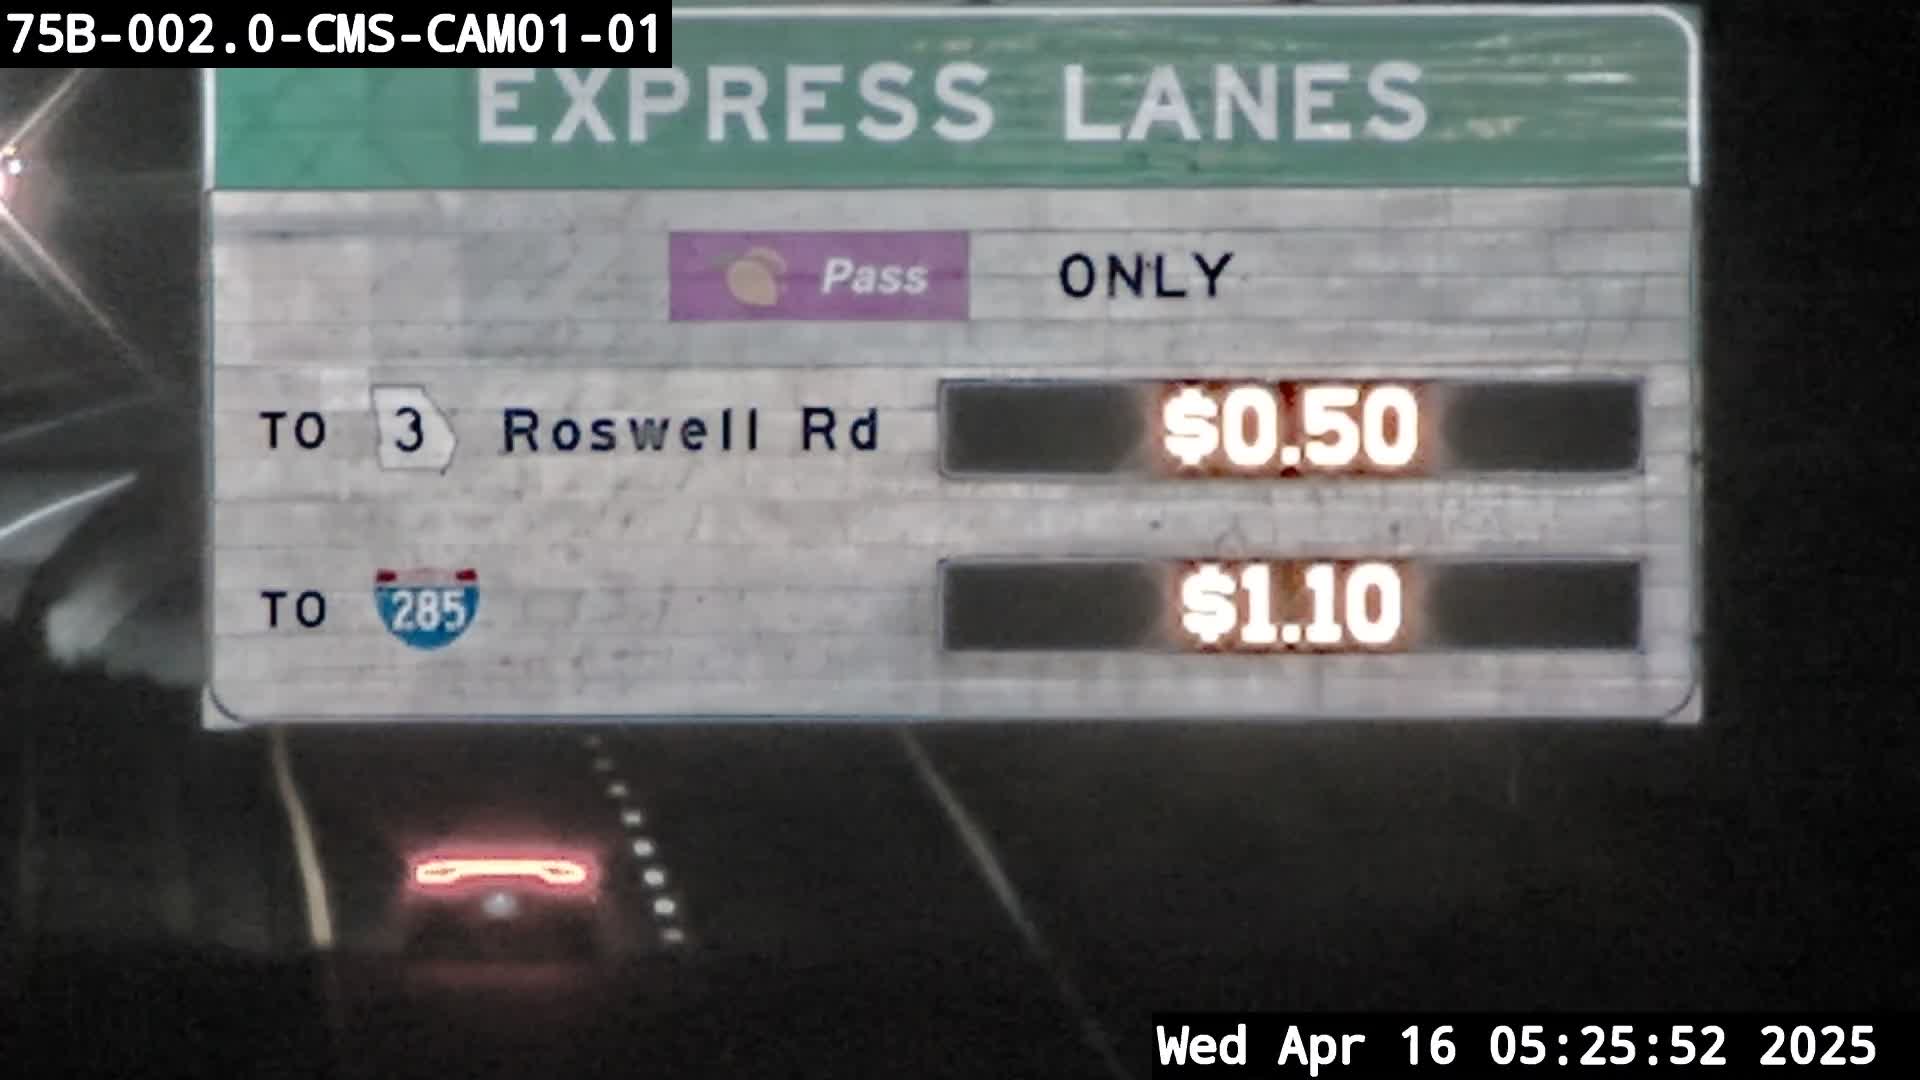 75B-002.0-CMS-CAM01-01
EXPRESS LANES
Pass ONLY
TO 3 Roswell Rd $0.50
TO 285 $1.10
Wed Apr 16 05:25:52 2025